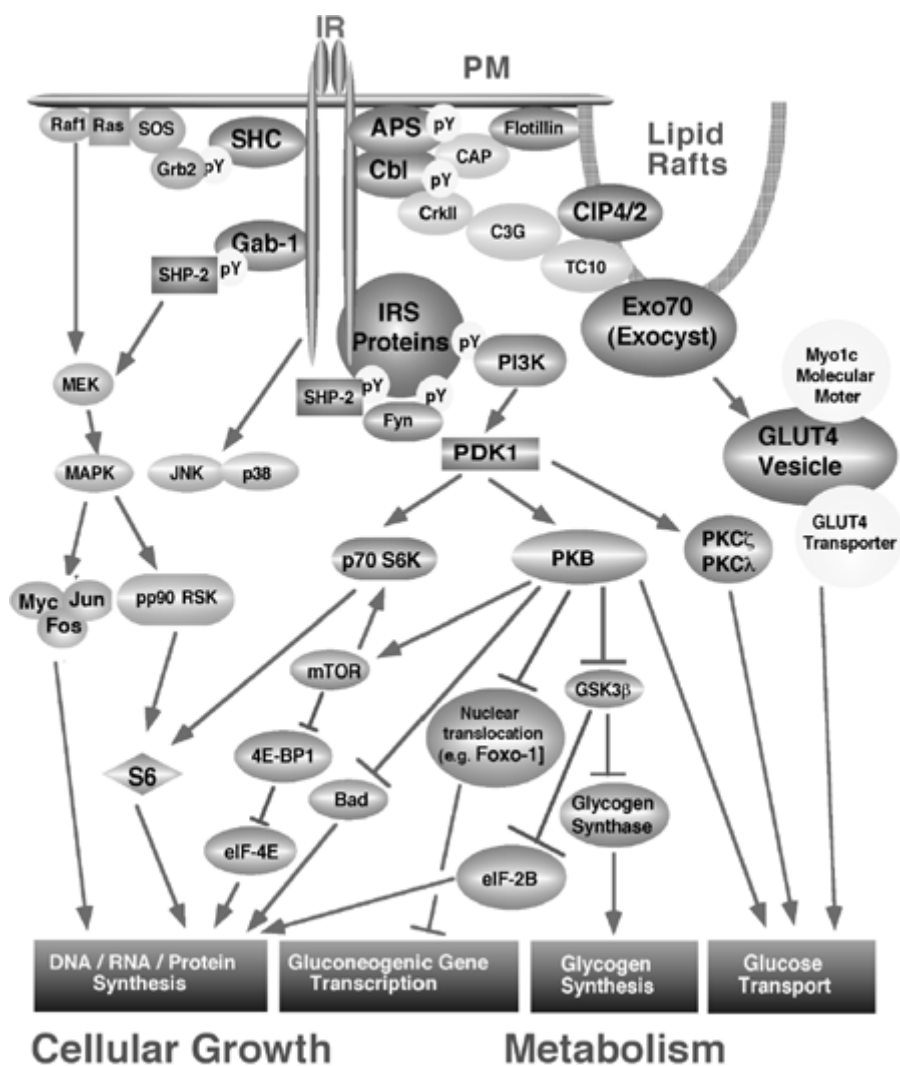 IR
PM
Raf1
Ras
SOS
Grb2
pY
SHC
APS
pY
Flotillin
Lipid
Rafts
CAP
Cbl
pY
CrkII
C3G
CIP4/2
TC10
Gab-1
pY
SHP-2
Exo70
(Exocyst)
IRS
Proteins
pY
PI3K
Myo1c
Molecular
Moter
MEK
SHP-2
pY
pY
Fyn
GLUT4
Vesicle
PDK1
MAPK
JNK
p38
GLUT4
Transporter
p70 S6K
PKB
PKCζ
PKCλ
Myc
Jun
Fos
pp90 RSK
mTOR
GSK3β
Nuclear
translocation
(e.g. Foxo-1]
4E-BP1
S6
Bad
Glycogen
Synthase
eIF-4E
eIF-2B
DNA / RNA / Protein
Synthesis
Gluconeogenic Gene
Transcription
Glycogen
Synthesis
Glucose
Transport
Cellular Growth
Metabolism